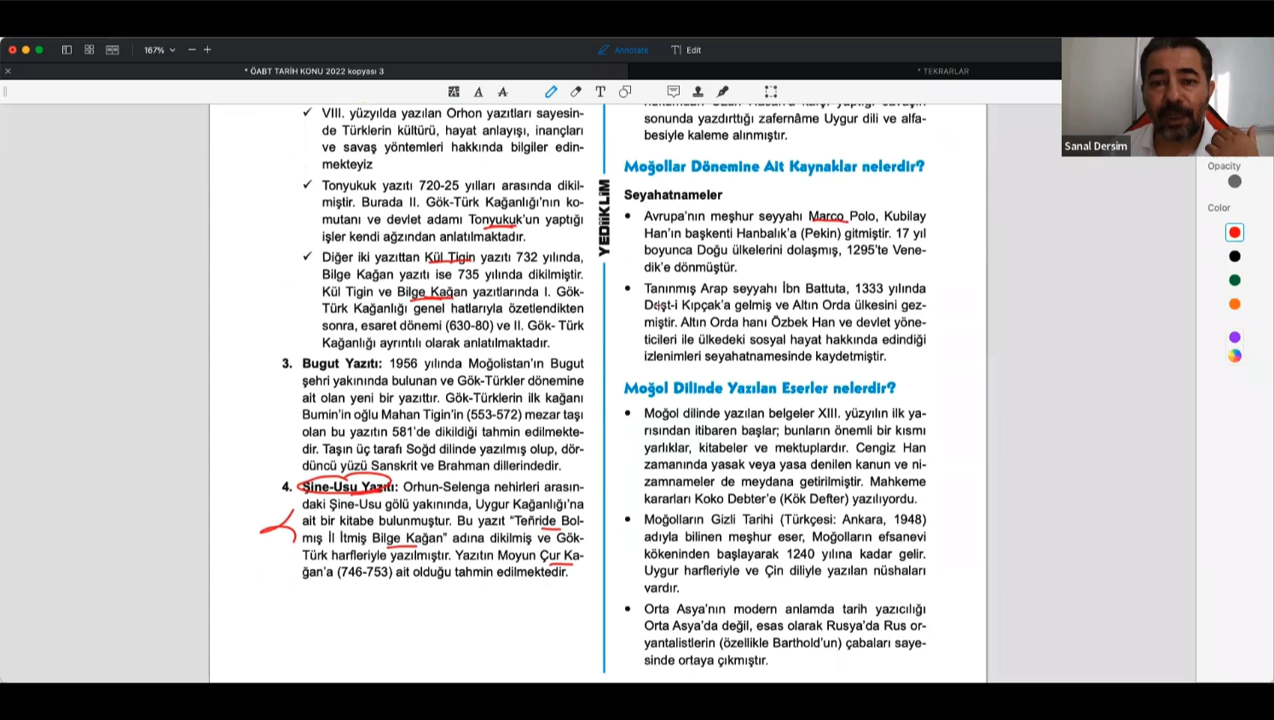 167%
Annotate
Edit
* ÖABT TARİH KONU 2022 kopyası 3
* TEKRARLAR
Sanal Dersim
Opacity
Color
VIII. yüzyılda yazılan Orhon yazıtları sayesin-
de Türklerin kültürü, hayat anlayışı, inançları
ve savaş yöntemleri hakkında bilgiler edin-
mekteyiz
Tonyukuk yazıtı 720-25 yılları arasında dikil-
miştir. Burada II. Gök-Türk Kağanlığı'nın ko-
mutanı ve devlet adamı Tonyukuk'un yaptığı
işler kendi ağzından anlatılmaktadır.
Diğer iki yazıttan Kül Tigin yazıtı 732 yılında,
Bilge Kağan yazıtı ise 735 yılında dikilmiştir.
Kül Tigin ve Bilge Kağan yazıtlarında I. Gök-
Türk Kağanlığı genel hatlarıyla özetlendikten
sonra, esaret dönemi (630-80) ve II. Gök- Türk
Kağanlığı ayrıntılı olarak anlatılmaktadır.
3. Bugut Yazıtı: 1956 yılında Moğolistan'ın Bugut
şehri yakınında bulunan ve Gök-Türkler dönemine
ait olan yeni bir yazıttır. Gök-Türklerin ilk kağanı
Bumin'in oğlu Mahan Tigin'in (553-572) mezar taşı
olan bu yazıtın 581'de dikildiği tahmin edilmekte-
dir. Taşın üç tarafı Soğd dilinde yazılmış olup, dör-
düncü yüzü Sanskrit ve Brahman dillerindedir.
4. Şine-Usu Yazıtı: Orhun-Selenga nehirleri arasın-
daki Şine-Usu gölü yakınında, Uygur Kağanlığı'na
ait bir kitabe bulunmuştur. Bu yazıt "Teñride Bol-
mış İl İtmiş Bilge Kağan" adına dikilmiş ve Gök-
Türk harfleriyle yazılmıştır. Yazıtın Moyun Çur Ka-
ğan'a (746-753) ait olduğu tahmin edilmektedir.
YEDİİKLİM
sonunda yazdırttığı zafernâme Uygur dili ve alfa-
besiyle kaleme alınmıştır.
Moğollar Dönemine Ait Kaynaklar nelerdir?
Seyahatnameler
• Avrupa'nın meşhur seyyahı Marco Polo, Kubilay
Han'ın başkenti Hanbalık'a (Pekin) gitmiştir. 17 yıl
boyunca Doğu ülkelerini dolaşmış, 1295'te Vene-
dik'e dönmüştür.
• Tanınmış Arap seyyahı İbn Battuta, 1333 yılında
Deşt-i Kıpçak'a gelmiş ve Altın Orda ülkesini gez-
miştir. Altın Orda hanı Özbek Han ve devlet yöne-
ticileri ile ülkedeki sosyal hayat hakkında edindiği
izlenimleri seyahatnamesinde kaydetmiştir.
Moğol Dilinde Yazılan Eserler nelerdir?
• Moğol dilinde yazılan belgeler XIII. yüzyılın ilk ya-
rısından itibaren başlar; bunların önemli bir kısmı
yarlıklar, kitabeler ve mektuplardır. Cengiz Han
zamanında yasak veya yasa denilen kanun ve ni-
zamnameler de meydana getirilmiştir. Mahkeme
kararları Koko Debter'e (Kök Defter) yazılıyordu.
• Moğolların Gizli Tarihi (Türkçesi: Ankara, 1948)
adıyla bilinen meşhur eser, Moğolların efsanevi
kökeninden başlayarak 1240 yılına kadar gelir.
Uygur harfleriyle ve Çin diliyle yazılan nüshaları
vardır.
• Orta Asya'nın modern anlamda tarih yazıcılığı
Orta Asya'da değil, esas olarak Rusya'da Rus or-
yantalistlerin (özellikle Barthold'un) çabaları saye-
sinde ortaya çıkmıştır.